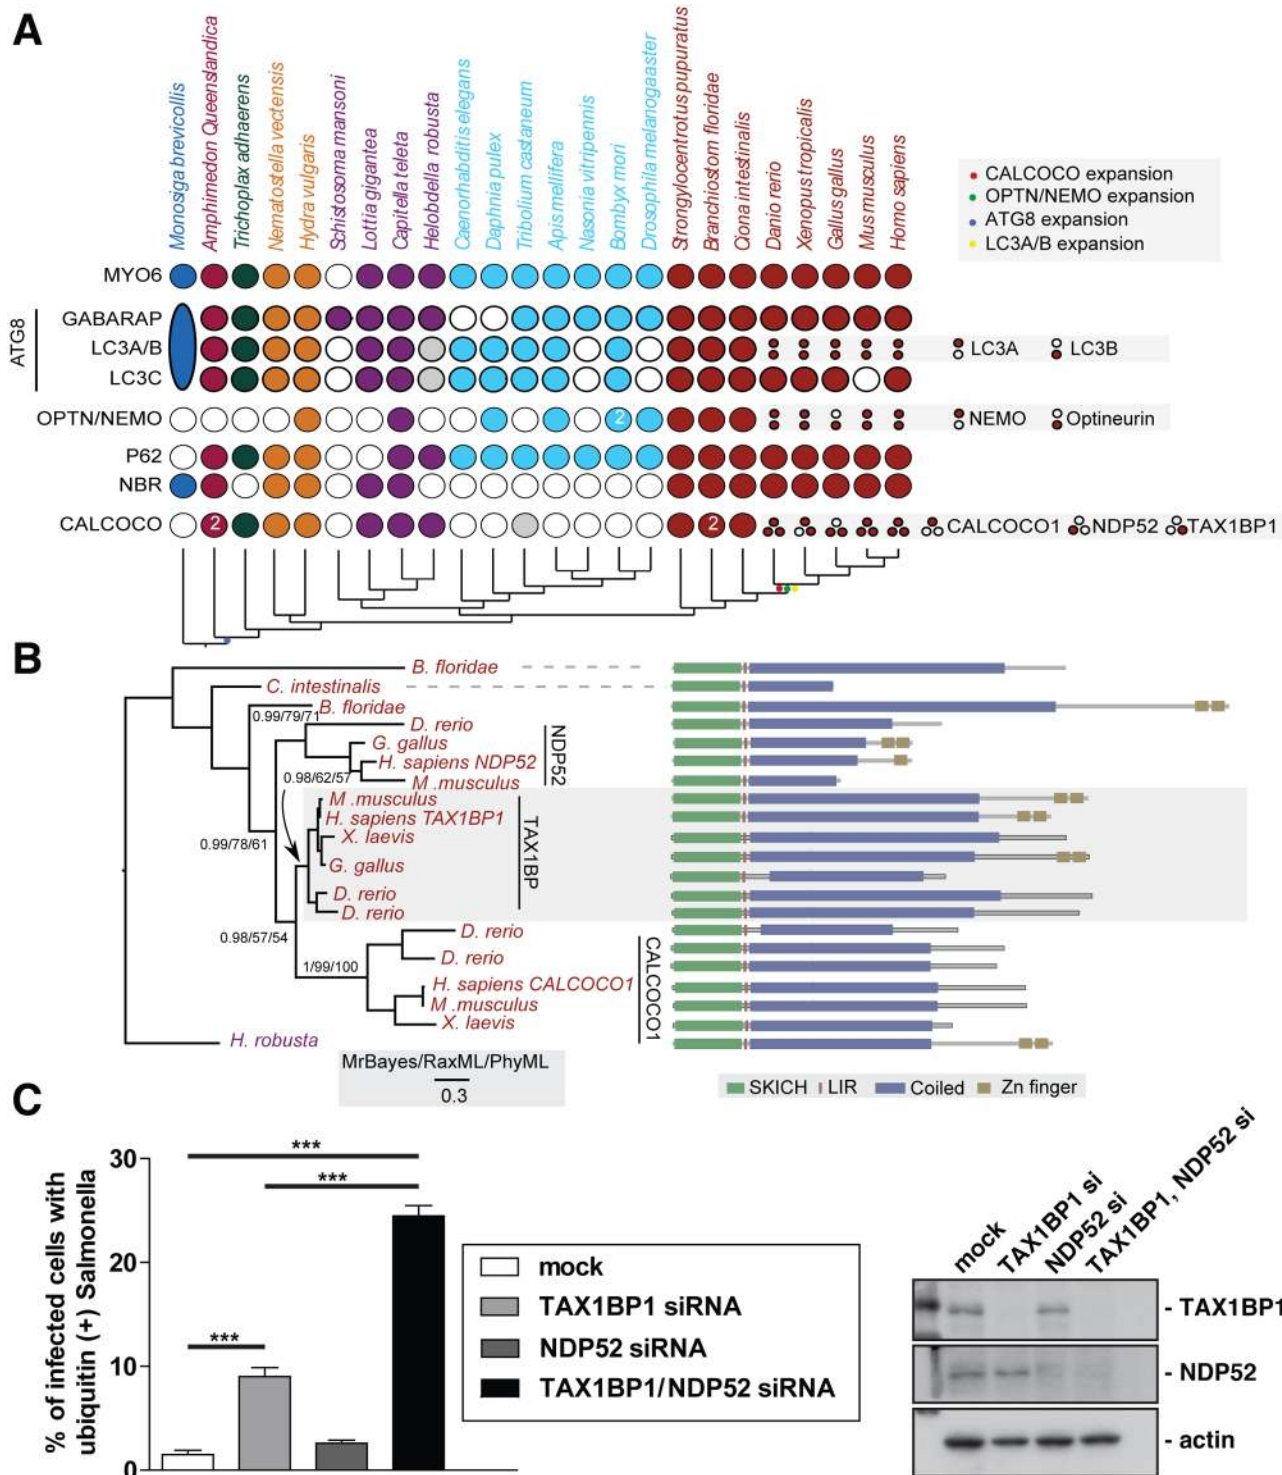 A
Monosiga brevicollis
Amphimedon Queenslandica
Trichoplax adhaerens
Nematostella vectensis
Hydra vulgaris
Schistosoma mansoni
Lottia gigantea
Capitella teleta
Helobdella robusta
Caenorhabditis elegans
Daphnia pulex
Tribolium castaneum
Apis mellifera
Nasonia vitripennis
Bombyx mori
Drosophila melanogaaster
Strongylocentrotus pupuratus
Branchiostom floridae
Ciona intestinalis
Danio rerio
Xenopus tropicalis
Gallus gallus
Mus musculus
Homo sapiens
CALCOCO expansion
OPTN/NEMO expansion
ATG8 expansion
LC3A/B expansion
MYO6
ATG8
GABARAP
LC3A/B
LC3A
LC3B
LC3C
OPTN/NEMO
2
NEMO
Optineurin
P62
NBR
CALCOCO
2
2
CALCOCO1
NDP52
TAX1BP1
B
B. floridae
C. intestinalis
B. floridae
0.99/79/71
D. rerio
G. gallus
H. sapiens NDP52
M .musculus
NDP52
0.98/62/57
M .musculus
H. sapiens TAX1BP1
X. laevis
G. gallus
D. rerio
D. rerio
TAX1BP
0.99/78/61
0.98/57/54
1/99/100
D. rerio
D. rerio
H. sapiens CALCOCO1
M .musculus
X. laevis
CALCOCO1
H. robusta
MrBayes/RaxML/PhyML
0.3
SKICH
LIR
Coiled
Zn finger
C
% of infected cells with
ubiquitin (+) Salmonella
30
20
10
0
***
***
***
mock
TAX1BP1 siRNA
NDP52 siRNA
TAX1BP1/NDP52 siRNA
mock
TAX1BP1 si
NDP52 si
TAX1BP1, NDP52 si
- TAX1BP1
- NDP52
- actin